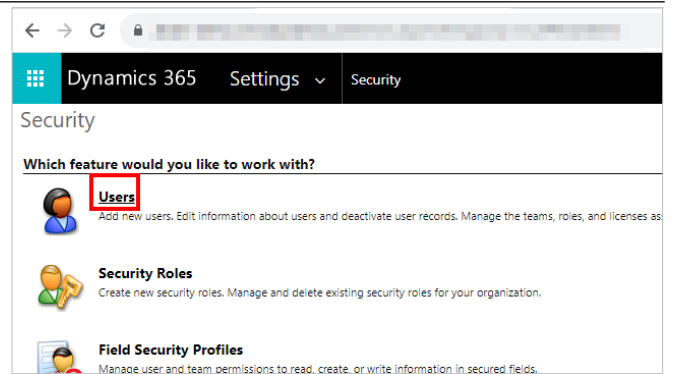 Dynamics 365 Settings Security
Security
Which feature would you like to work with?
Users
Add new users. Edit information about users and deactivate user records. Manage the teams, roles, and licenses as
Security Roles
Create new security roles. Manage and delete existing security roles for your organization.
Field Security Profiles
Manage user and team permissions to read, create, or write information in secured fields.